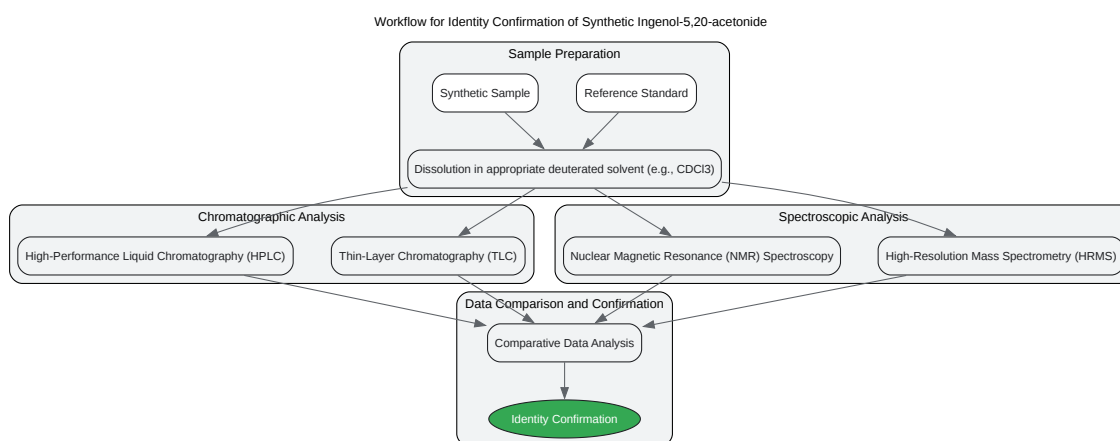 Workflow for Identity Confirmation of Synthetic Ingenol-5,20-acetonide
Sample Preparation
Synthetic Sample
Reference Standard
Dissolution in appropriate deuterated solvent (e.g., CDCl3)
Chromatographic Analysis
Spectroscopic Analysis
High-Performance Liquid Chromatography (HPLC)
Thin-Layer Chromatography (TLC)
Nuclear Magnetic Resonance (NMR) Spectroscopy
High-Resolution Mass Spectrometry (HRMS)
Data Comparison and Confirmation
Comparative Data Analysis
Identity Confirmation